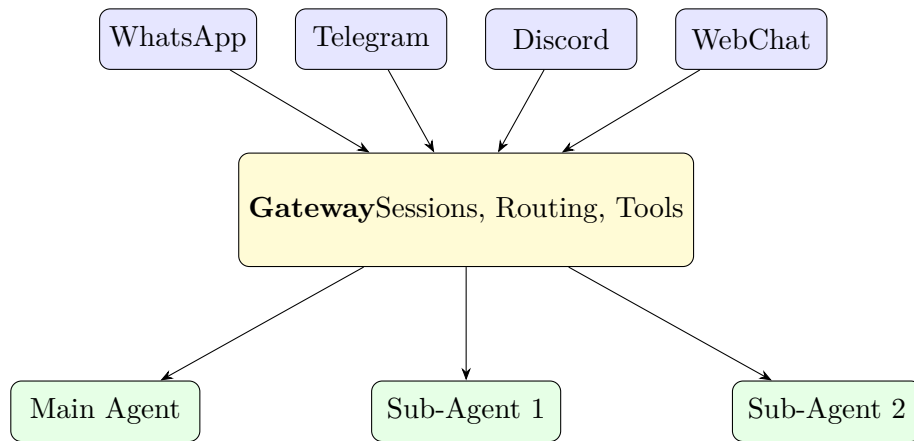 WhatsApp
Telegram
Discord
WebChat
GatewaySessions, Routing, Tools
Main Agent
Sub-Agent 1
Sub-Agent 2